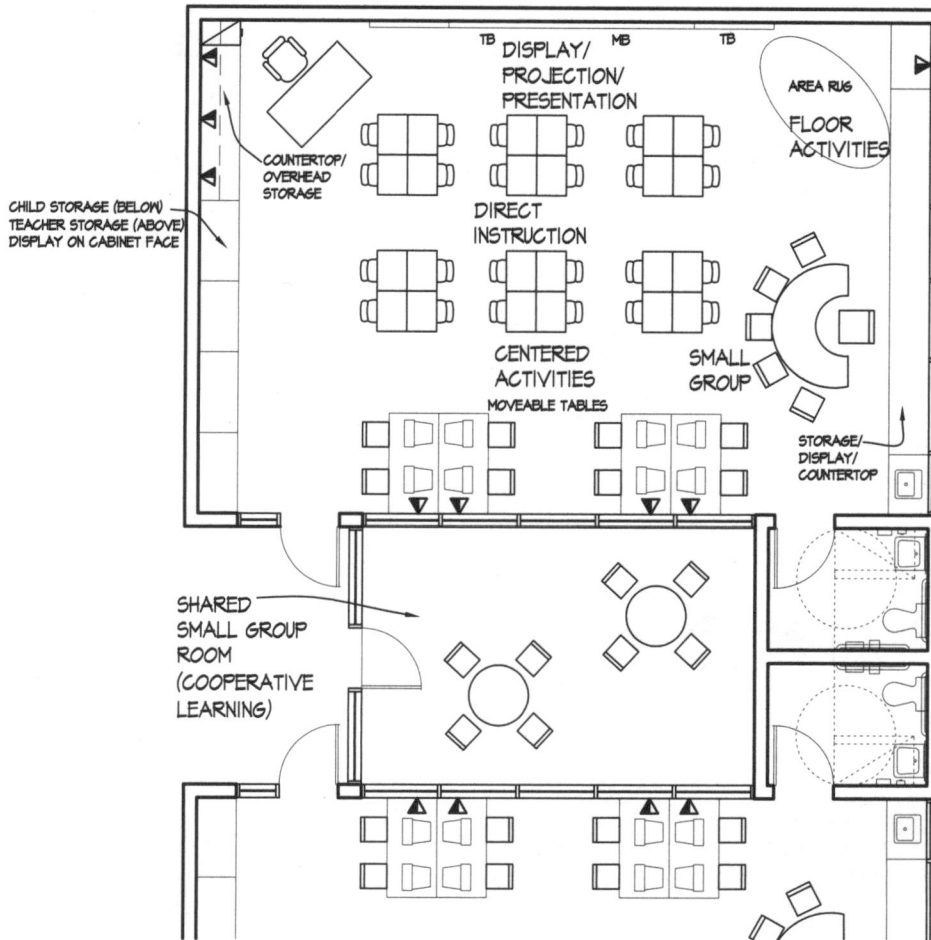 TB
MB
TB
DISPLAY/
PROJECTION/
PRESENTATION
AREA RUG
FLOOR
ACTIVITIES
COUNTERTOP/
OVERHEAD
STORAGE
CHILD STORAGE (BELOW)
TEACHER STORAGE (ABOVE)
DISPLAY ON CABINET FACE
DIRECT
INSTRUCTION
CENTERED
ACTIVITIES
MOVEABLE TABLES
SMALL
GROUP
STORAGE/
DISPLAY/
COUNTERTOP
SHARED
SMALL GROUP
ROOM
(COOPERATIVE
LEARNING)